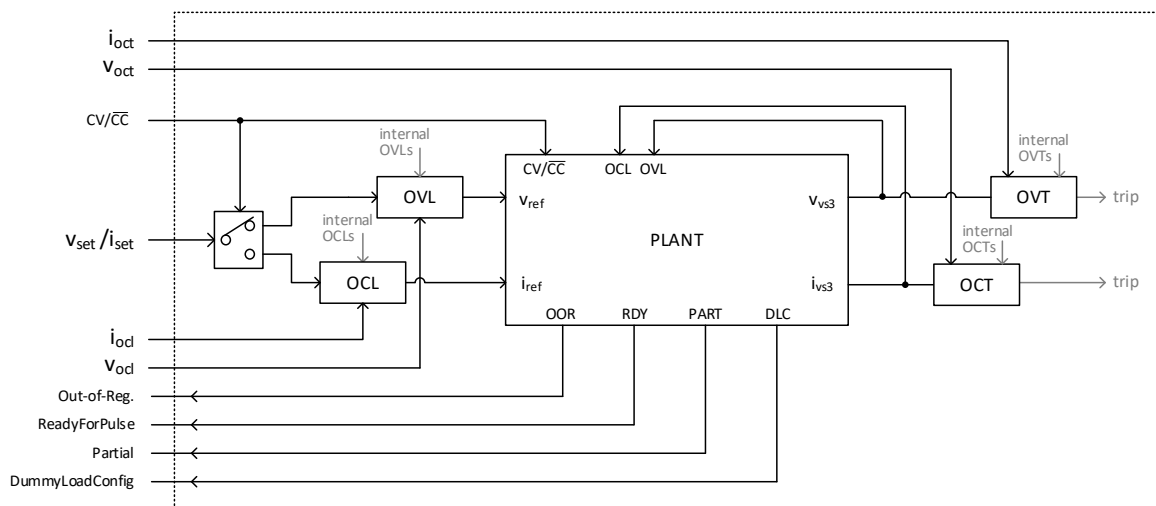 i_oct
v_oct
CV/C̅C̅
internal
OVLs
internal
OVTs
CV/C̅C̅ OCL OVL
OVL
v_ref
v_vs3
OVT
trip
internal
OCLs
internal
OCTs
v_set/i_set
PLANT
OCL
i_ref
i_vs3
OCT
trip
OOR RDY PART DLC
i_ocl
v_ocl
Out-of-Reg.
ReadyForPulse
Partial
DummyLoadConfig